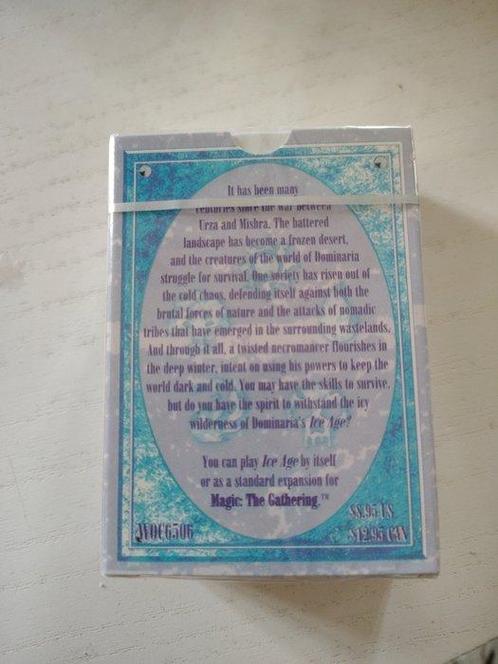 It has been many
centuries since the war between
Urza and Mishra. The battered
landscape has become a frozen desert,
and the creatures of the world of Dominaria
struggle for survival. One society has risen out of
the cold chaos, defending itself against both the
brutal forces of nature and the attacks of nomadic
tribes that have emerged in the surrounding wastelands.
And through it all, a twisted necromancer flourishes in
the deep winter, intent on using his powers to keep the
world dark and cold. You may have the skills to survive,
but do you have the spirit to withstand the icy
wilderness of Dominaria's Ice Age?
You can play Ice Age by itself
or as a standard expansion for
Magic: The Gathering.™
WOC6506
$8.95 US
$12.95 CAN